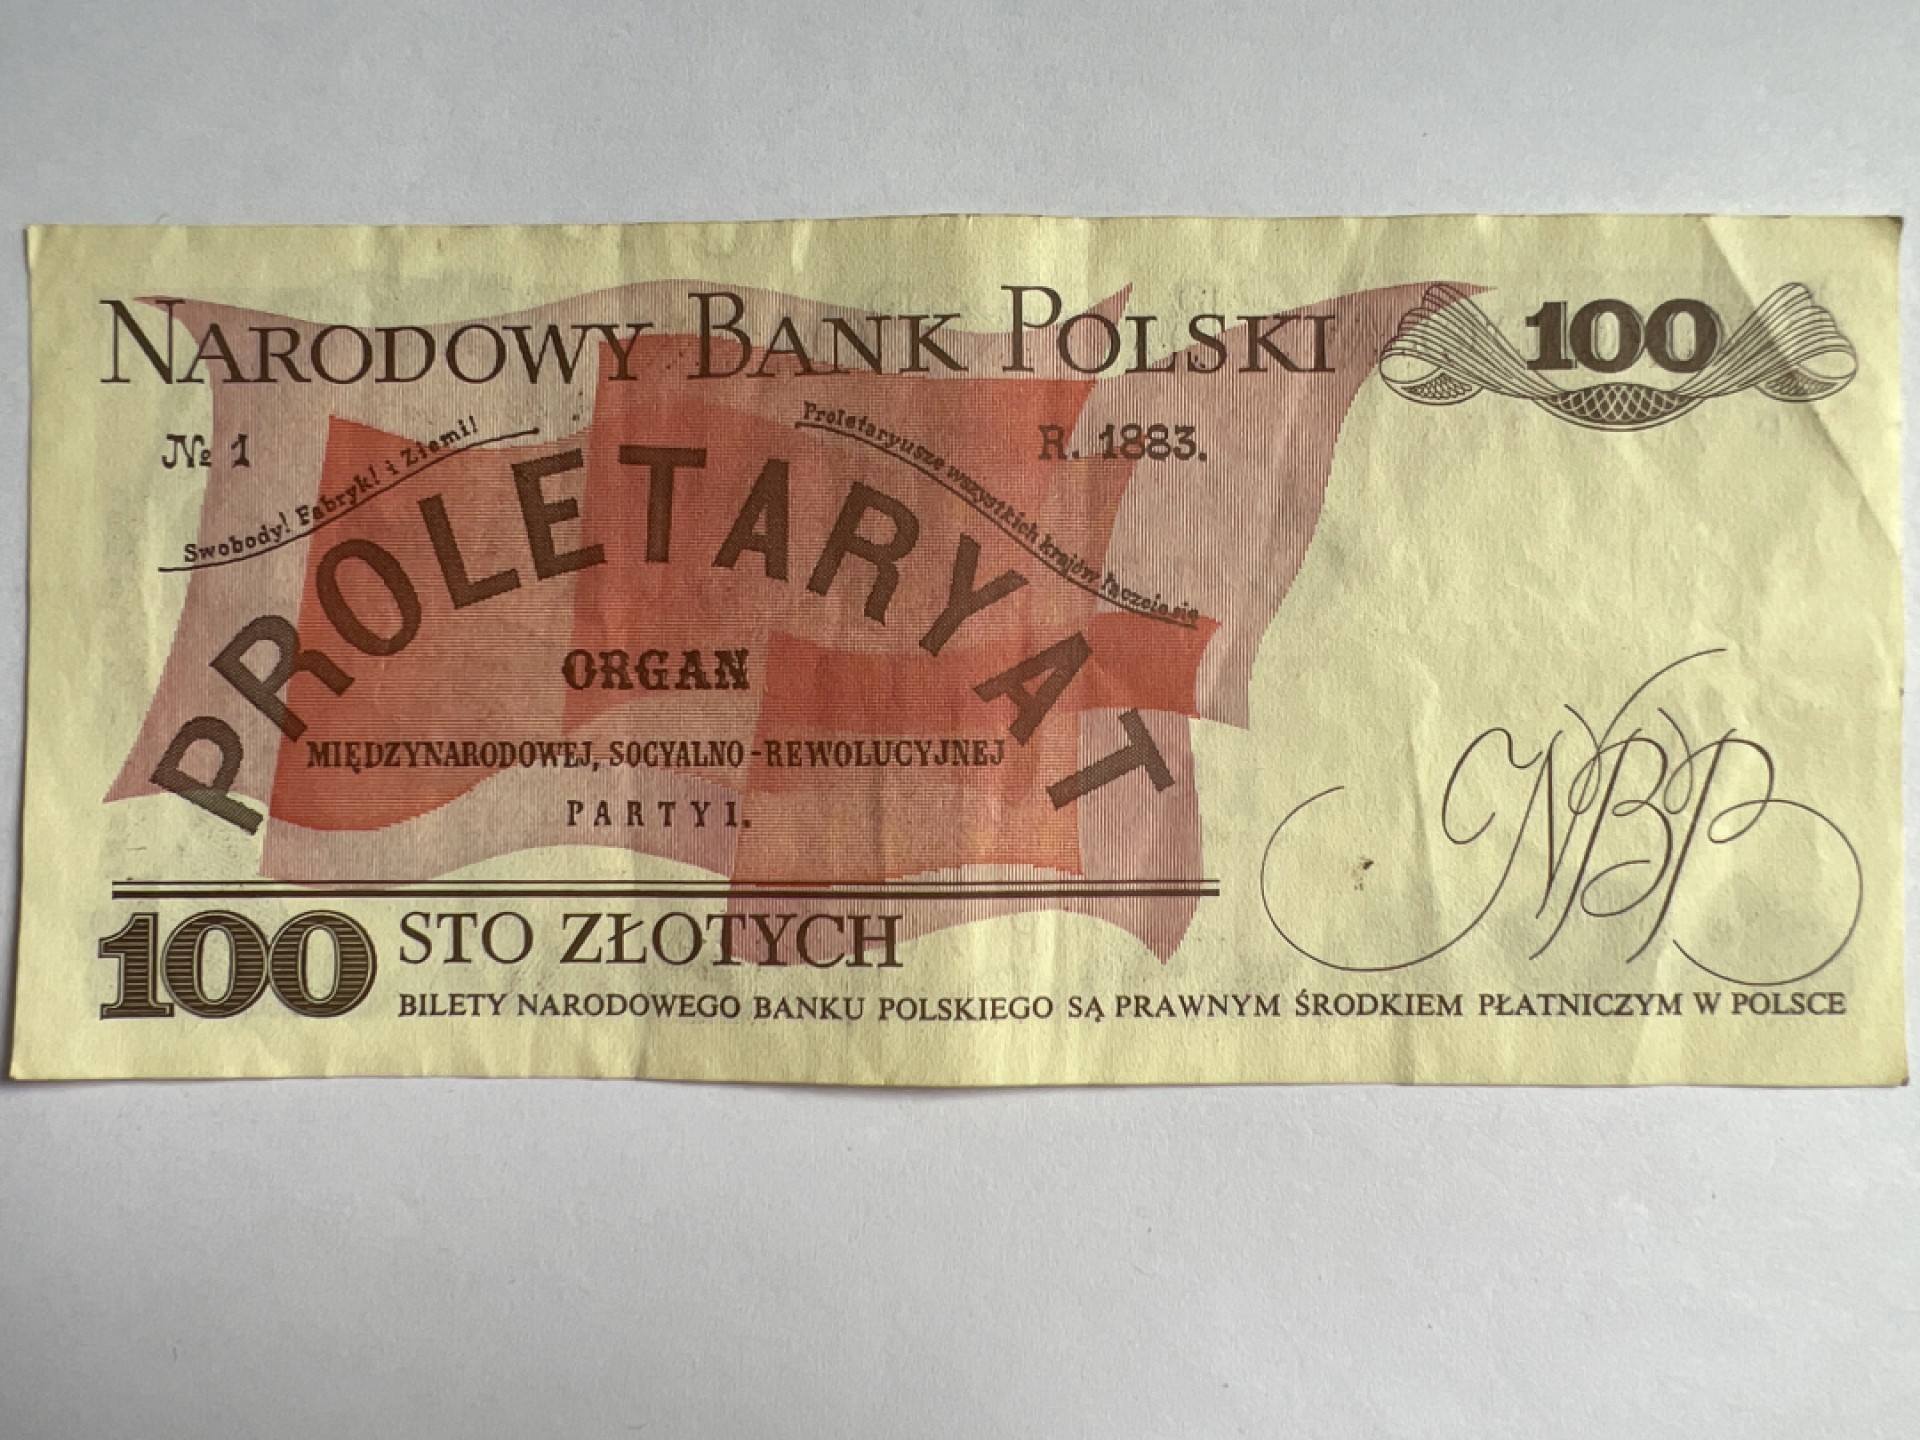 NARODOWY BANK POLSKI
100
№ 1
Swobody! Fabryk! i Ziemi!
Proletaryusze wszystkich krajów łączcie się
R. 1883.
PROLETARYAT
ORGAN
MIĘDZYNARODOWEJ, SOCYALNO-REWOLUCYJNEJ
PARTYI.
NBP
100 STO ZŁOTYCH
BILETY NARODOWEGO BANKU POLSKIEGO SĄ PRAWNYM ŚRODKIEM PŁATNICZYM W POLSCE